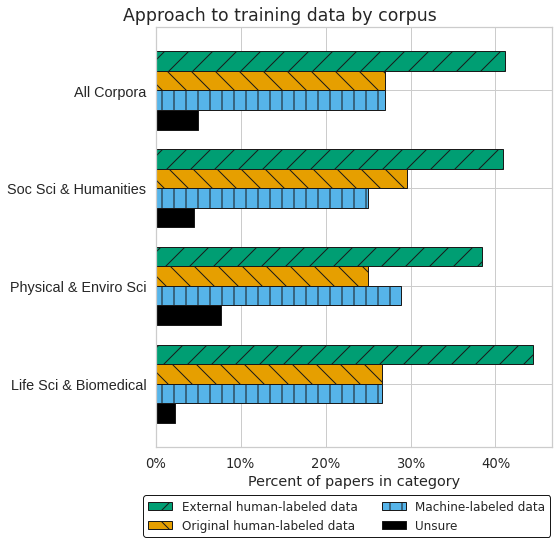 Approach to training data by corpus
All Corpora
Soc Sci & Humanities
Physical & Enviro Sci
Life Sci & Biomedical
0% 10% 20% 30% 40%
Percent of papers in category
External human-labeled data Machine-labeled data
Original human-labeled data Unsure